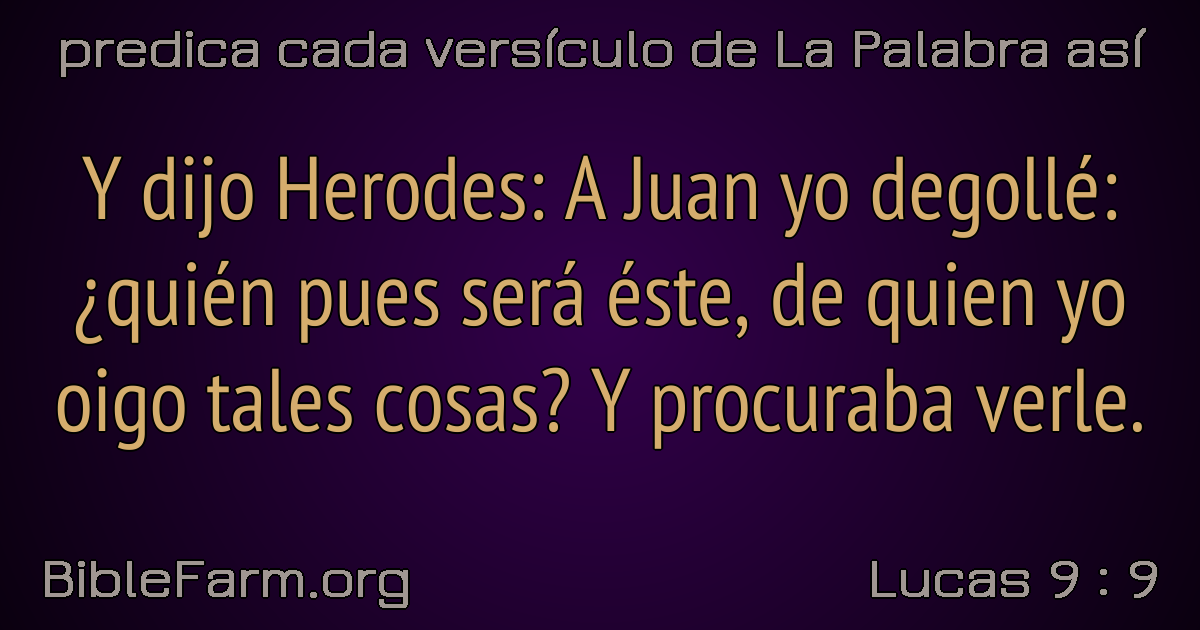 predica cada versículo de La Palabra así
Y dijo Herodes: A Juan yo degollé:
¿quién pues será éste, de quien yo
oigo tales cosas? Y procuraba verle.
BibleFarm.org
Lucas 9 : 9